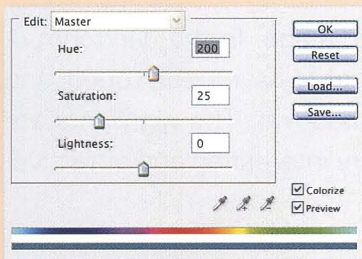 Edit: Master
Hue: 200
Saturation: 25
Lightness: 0
OK
Reset
Load...
Save...
Colorize
Preview